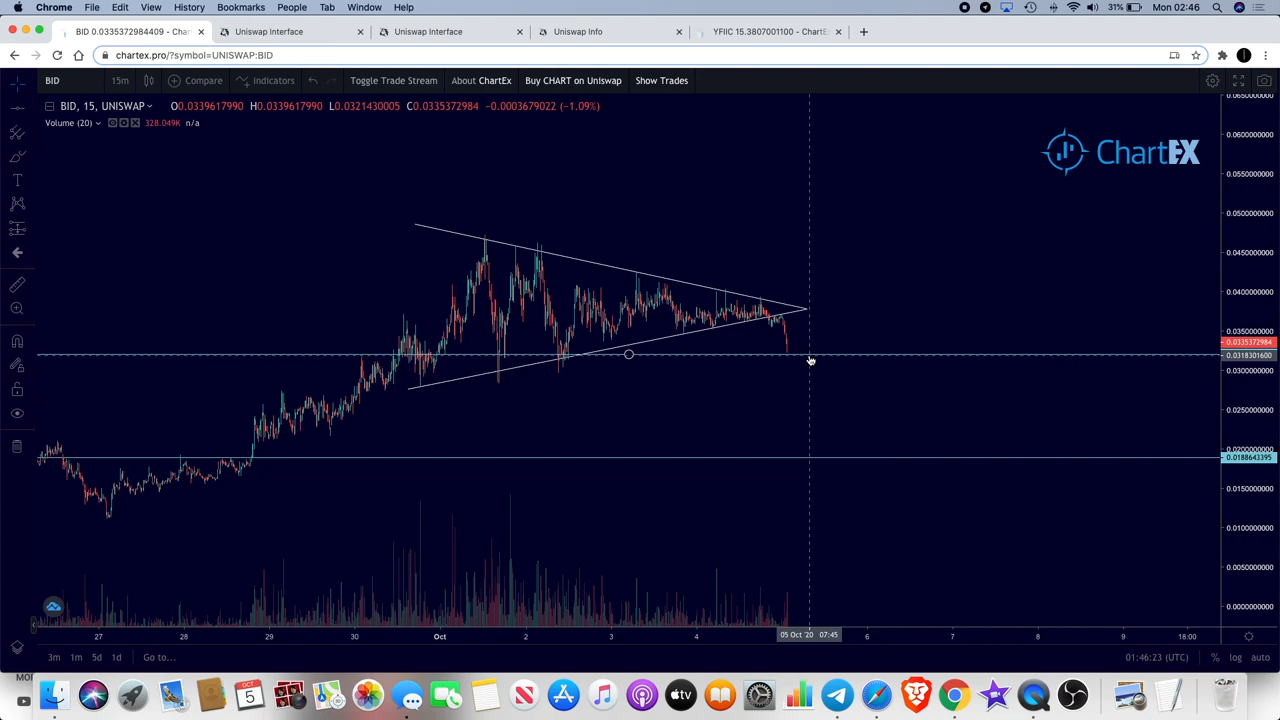 Chrome File Edit View History Bookmarks People Tab Window Help 31% Mon 02:46
BID 0.0335372984409 - Char Uniswap Interface Uniswap Interface Uniswap Info YFIIC 15.3807001100 - ChartE
chartex.pro/?symbol=UNISWAP:BID
BID 15m Compare Indicators Toggle Trade Stream About ChartEx Buy CHART on Uniswap Show Trades
BID, 15, UNISWAP O0.0339617990 H0.0339617990 L0.0321430005 C0.0335372984 −0.0003679022 (−1.09%)
Volume (20) 328.049K n/a
ChartEX
0.0650000000
0.0600000000
0.0550000000
0.0500000000
0.0450000000
0.0400000000
0.0350000000
0.0335372984
0.0318301600
0.0300000000
0.0250000000
0.0200000000
0.0188643395
0.0150000000
0.0100000000
0.0050000000
0.0000000000
27 28 29 30 Oct 2 3 4 05 Oct '20 07:45 6 7 8 9 18:00
3m 1m 5d 1d Go to... 01:46:23 (UTC) % log auto
OCT
5
tv